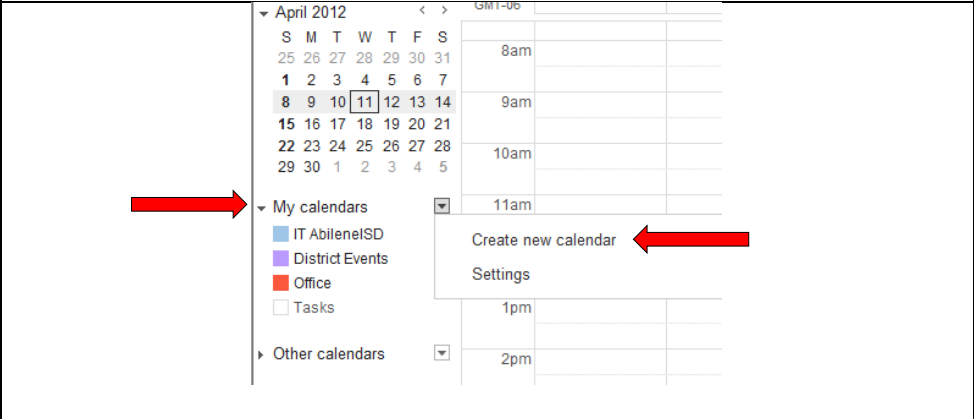 April 2012 < >
S M T W T F S
25 26 27 28 29 30 31
1 2 3 4 5 6 7
8 9 10 11 12 13 14
15 16 17 18 19 20 21
22 23 24 25 26 27 28
29 30 1 2 3 4 5
My calendars
IT AbileneISD
District Events
Office
Tasks
Other calendars
GMT-06
8am
9am
10am
11am
Create new calendar
Settings
1pm
2pm